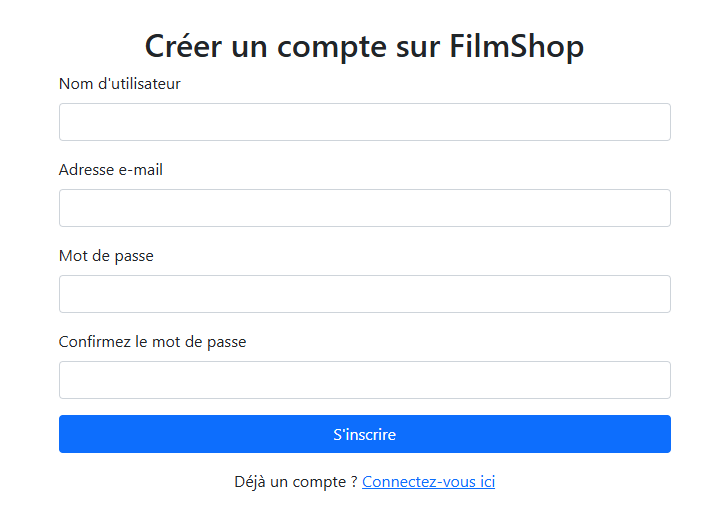 Créer un compte sur FilmShop
Nom d'utilisateur
Adresse e-mail
Mot de passe
Confirmez le mot de passe
S'inscrire
Déjà un compte ? Connectez-vous ici